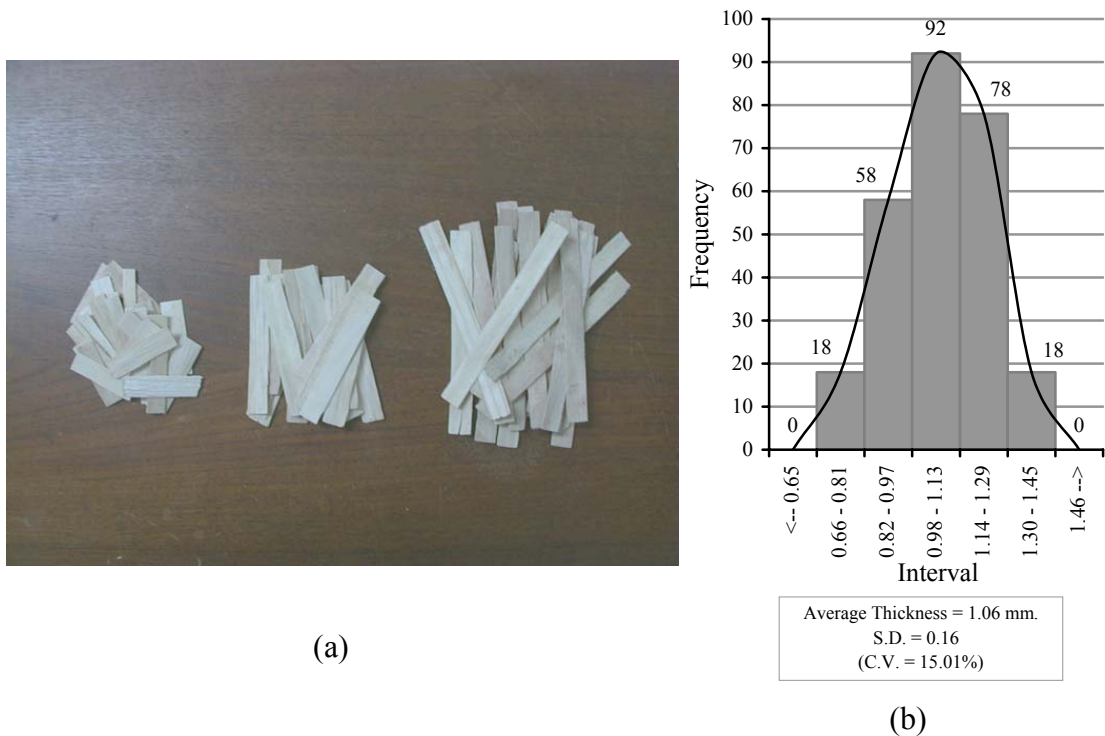 (a)
100
90
80
70
60
50
40
30
20
10
0
Frequency
0
18
58
92
78
18
0
<-- 0.65
0.66 - 0.81
0.82 - 0.97
0.98 - 1.13
1.14 - 1.29
1.30 - 1.45
1.46 -->
Interval
Average Thickness = 1.06 mm.
S.D. = 0.16
(C.V. = 15.01%)
(b)